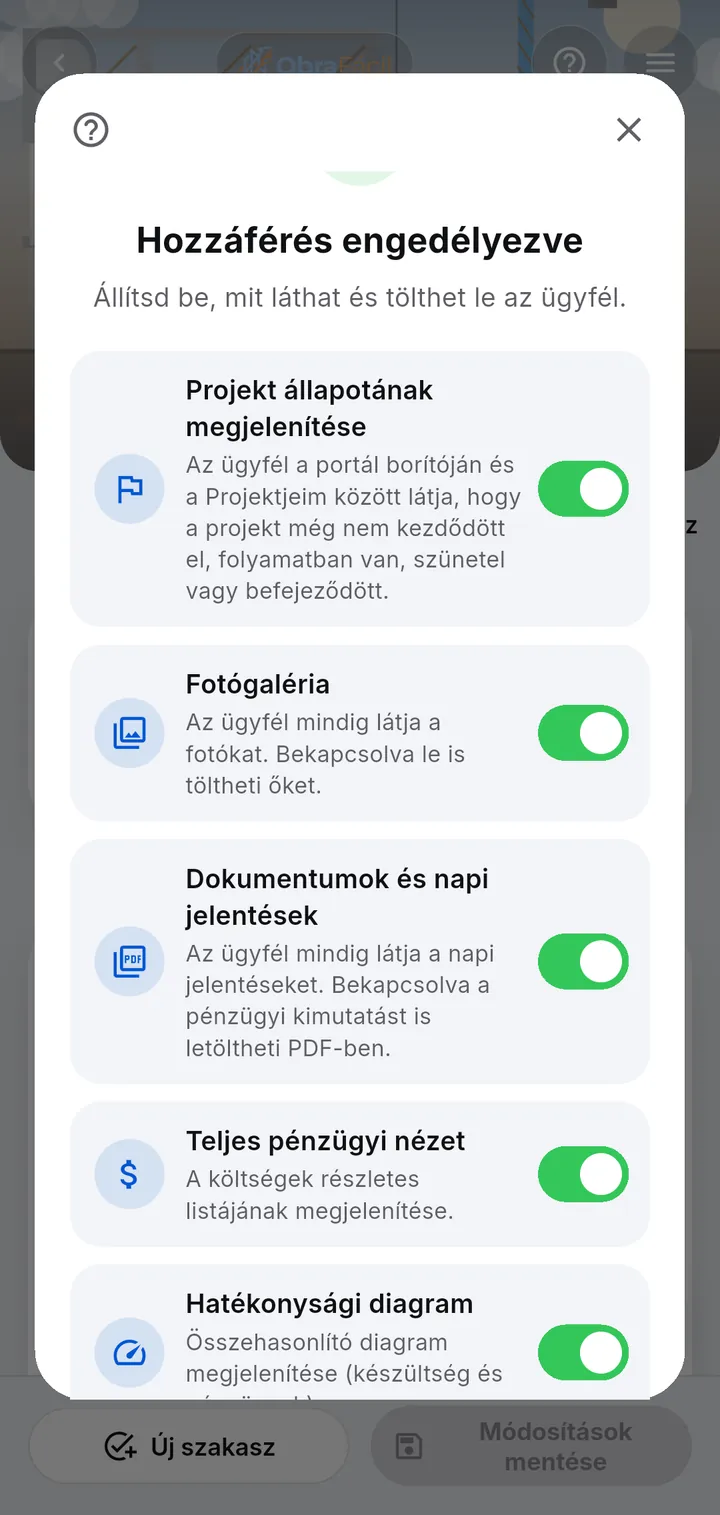 ObraFácil
Hozzáférés engedélyezve
Állítsd be, mit láthat és tölthet le az ügyfél.
Projekt állapotának
megjelenítése
Az ügyfél a portál borítóján és
a Projektjeim között látja, hogy
a projekt még nem kezdődött
el, folyamatban van, szünetel
vagy befejeződött.
z
Fotógaléria
Az ügyfél mindig látja a
fotókat. Bekapcsolva le is
töltheti őket.
Dokumentumok és napi
jelentések
PDF
Az ügyfél mindig látja a napi
jelentéseket. Bekapcsolva a
pénzügyi kimutatást is
letöltheti PDF-ben.
Teljes pénzügyi nézet
$
A költségek részletes
listájának megjelenítése.
Hatékonysági diagram
Összehasonlító diagram
megjelenítése (készültség és
Új szakasz
Módosítások
mentése